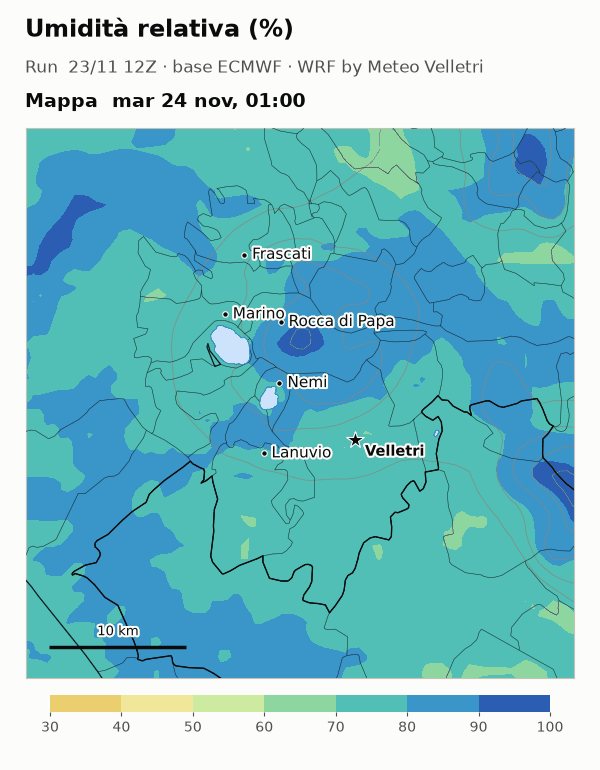 Umidità relativa (%)
Run  23/11 12Z · base ECMWF · WRF by Meteo Velletri
Mappa  mar 24 nov, 01:00
Frascati
Marino
Rocca di Papa
Nemi
Velletri
Lanuvio
10 km
30 40 50 60 70 80 90 100